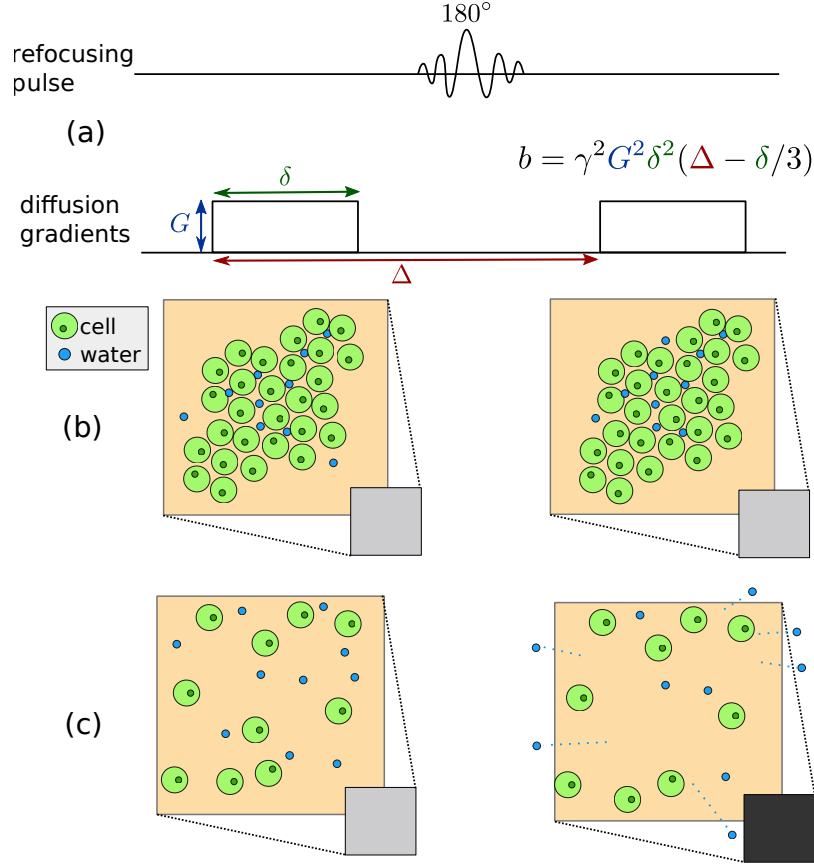 180°
refocusing
pulse
(a)
b = γ²G²δ²(Δ − δ/3)
δ
G
diffusion
gradients
Δ
cell
water
(b)
(c)